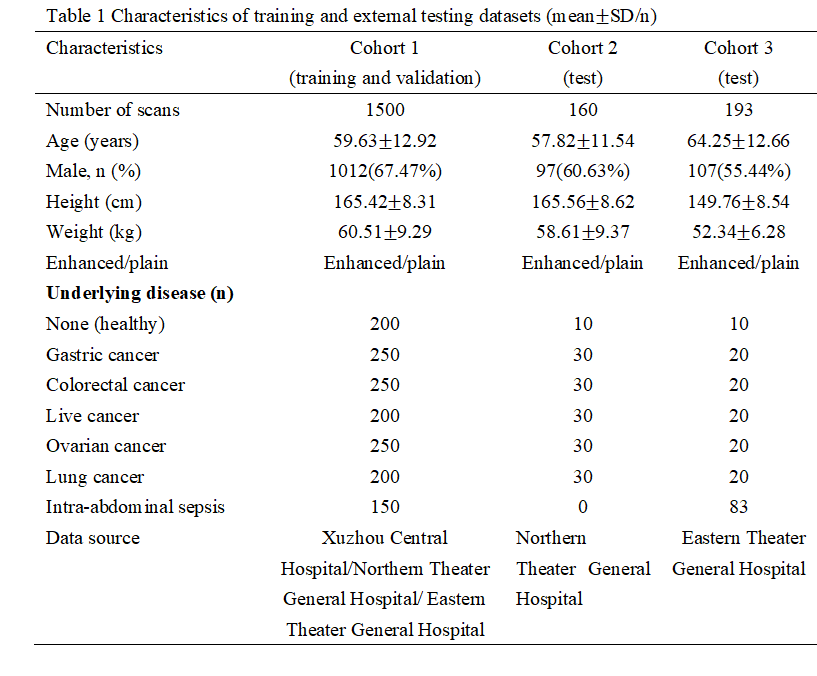 Table 1 Characteristics of training and external testing datasets (mean±SD/n)
Characteristics Cohort 1 Cohort 2 Cohort 3
(training and validation) (test) (test)
Number of scans 1500 160 193
Age (years) 59.63±12.92 57.82±11.54 64.25±12.66
Male, n (%) 1012(67.47%) 97(60.63%) 107(55.44%)
Height (cm) 165.42±8.31 165.56±8.62 149.76±8.54
Weight (kg) 60.51±9.29 58.61±9.37 52.34±6.28
Enhanced/plain Enhanced/plain Enhanced/plain Enhanced/plain
Underlying disease (n)
None (healthy) 200 10 10
Gastric cancer 250 30 20
Colorectal cancer 250 30 20
Live cancer 200 30 20
Ovarian cancer 250 30 20
Lung cancer 200 30 20
Intra-abdominal sepsis 150 0 83
Data source Xuzhou Central Northern Eastern Theater
Hospital/Northern Theater Theater General General Hospital
General Hospital/ Eastern Hospital
Theater General Hospital